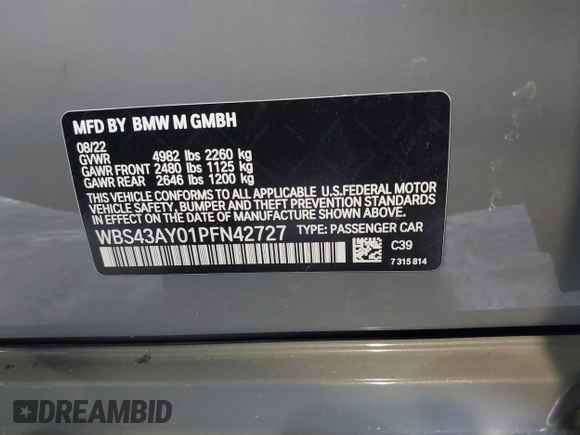 MFD BY BMW M GMBH
08/22
GVWR 4982 lbs 2260 kg
GAWR FRONT 2480 lbs 1125 kg
GAWR REAR 2646 lbs 1200 kg
THIS VEHICLE CONFORMS TO ALL APPLICABLE U.S.FEDERAL MOTOR
VEHICLE SAFETY, BUMPER AND THEFT PREVENTION STANDARDS
IN EFFECT ON THE DATE OF MANUFACTURE SHOWN ABOVE.
WBS43AY01PFN42727 TYPE: PASSENGER CAR
C39
7 315 814
DREAMBID